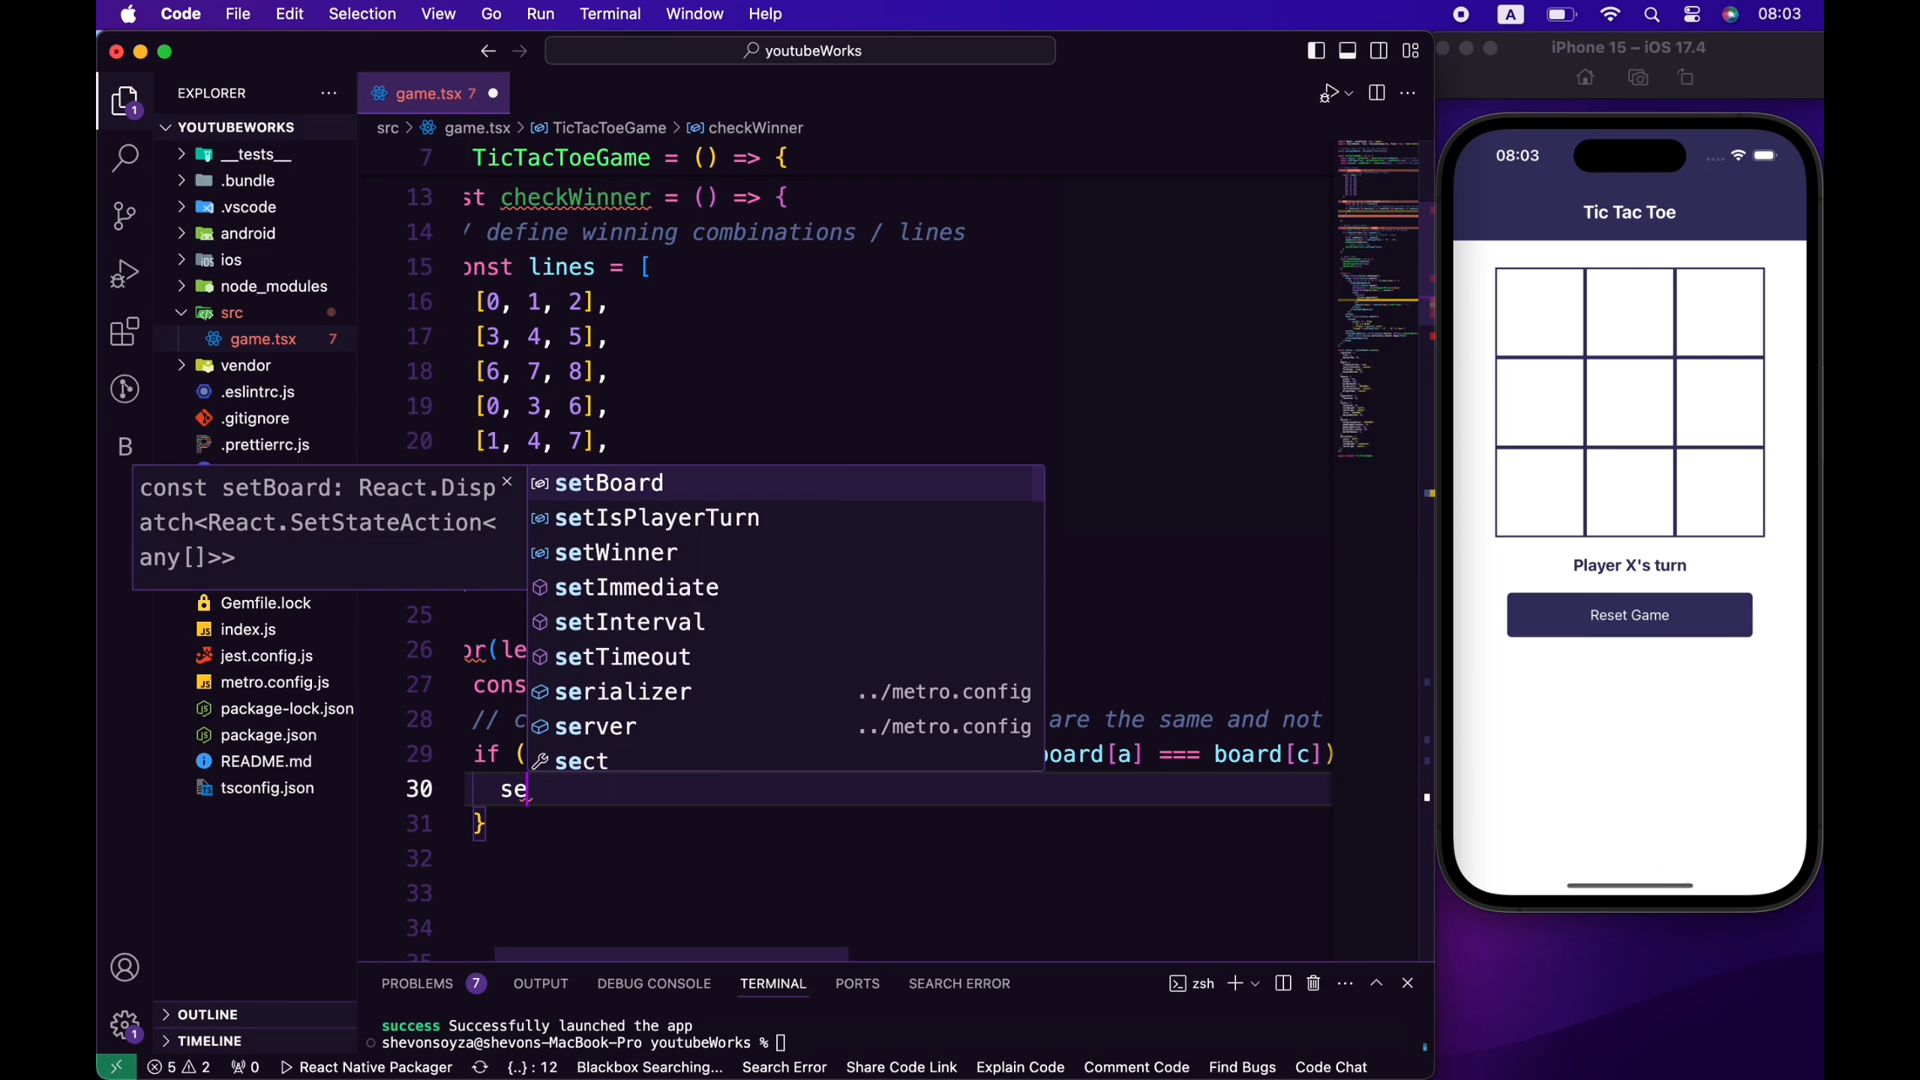 Code File Edit Selection View Go Run Terminal Window Help A 08:03
youtubeWorks
iPhone 15 – iOS 17.4
EXPLORER
YOUTUBEWORKS
__tests__
.bundle
.vscode
android
ios
node_modules
src
game.tsx 7
vendor
.eslintrc.js
.gitignore
.prettierrc.js
Gemfile.lock
index.js
jest.config.js
metro.config.js
package-lock.json
package.json
README.md
tsconfig.json
OUTLINE
TIMELINE
1
B
1
game.tsx 7
src > game.tsx > TicTacToeGame > checkWinner
7 TicTacToeGame = () => {
13 st checkWinner = () => {
14 / define winning combinations / lines
15 onst lines = [
16 [0, 1, 2],
17 [3, 4, 5],
18 [6, 7, 8],
19 [0, 3, 6],
20 [1, 4, 7],
const setBoard: React.Disp
atch<React.SetStateAction<
any[]>>
setBoard
setIsPlayerTurn
setWinner
setImmediate
setInterval
setTimeout
serializer ../metro.config
server ../metro.config
sect
25
26 or(le
27 cons
28 // c are the same and not
29 if ( board[a] === board[c])
30 se
31 }
32
33
34
35
PROBLEMS 7 OUTPUT DEBUG CONSOLE TERMINAL PORTS SEARCH ERROR zsh
success Successfully launched the app
shevonsoyza@shevons-MacBook-Pro youtubeWorks %
5 2 0 React Native Packager {..} : 12 Blackbox Searching... Search Error Share Code Link Explain Code Comment Code Find Bugs Code Chat
08:03
Tic Tac Toe
Player X's turn
Reset Game